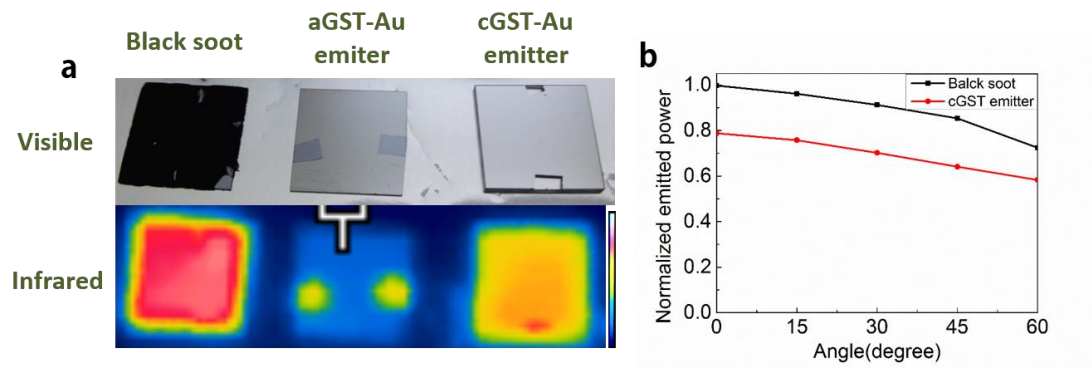 a
Black soot
aGST-Au
emiter
cGST-Au
emitter
Visible
Infrared
b
Normalized emitted power
1.0
0.8
0.6
0.4
0.2
0.0
0
15
30
45
60
Angle(degree)
Balck soot
cGST emitter